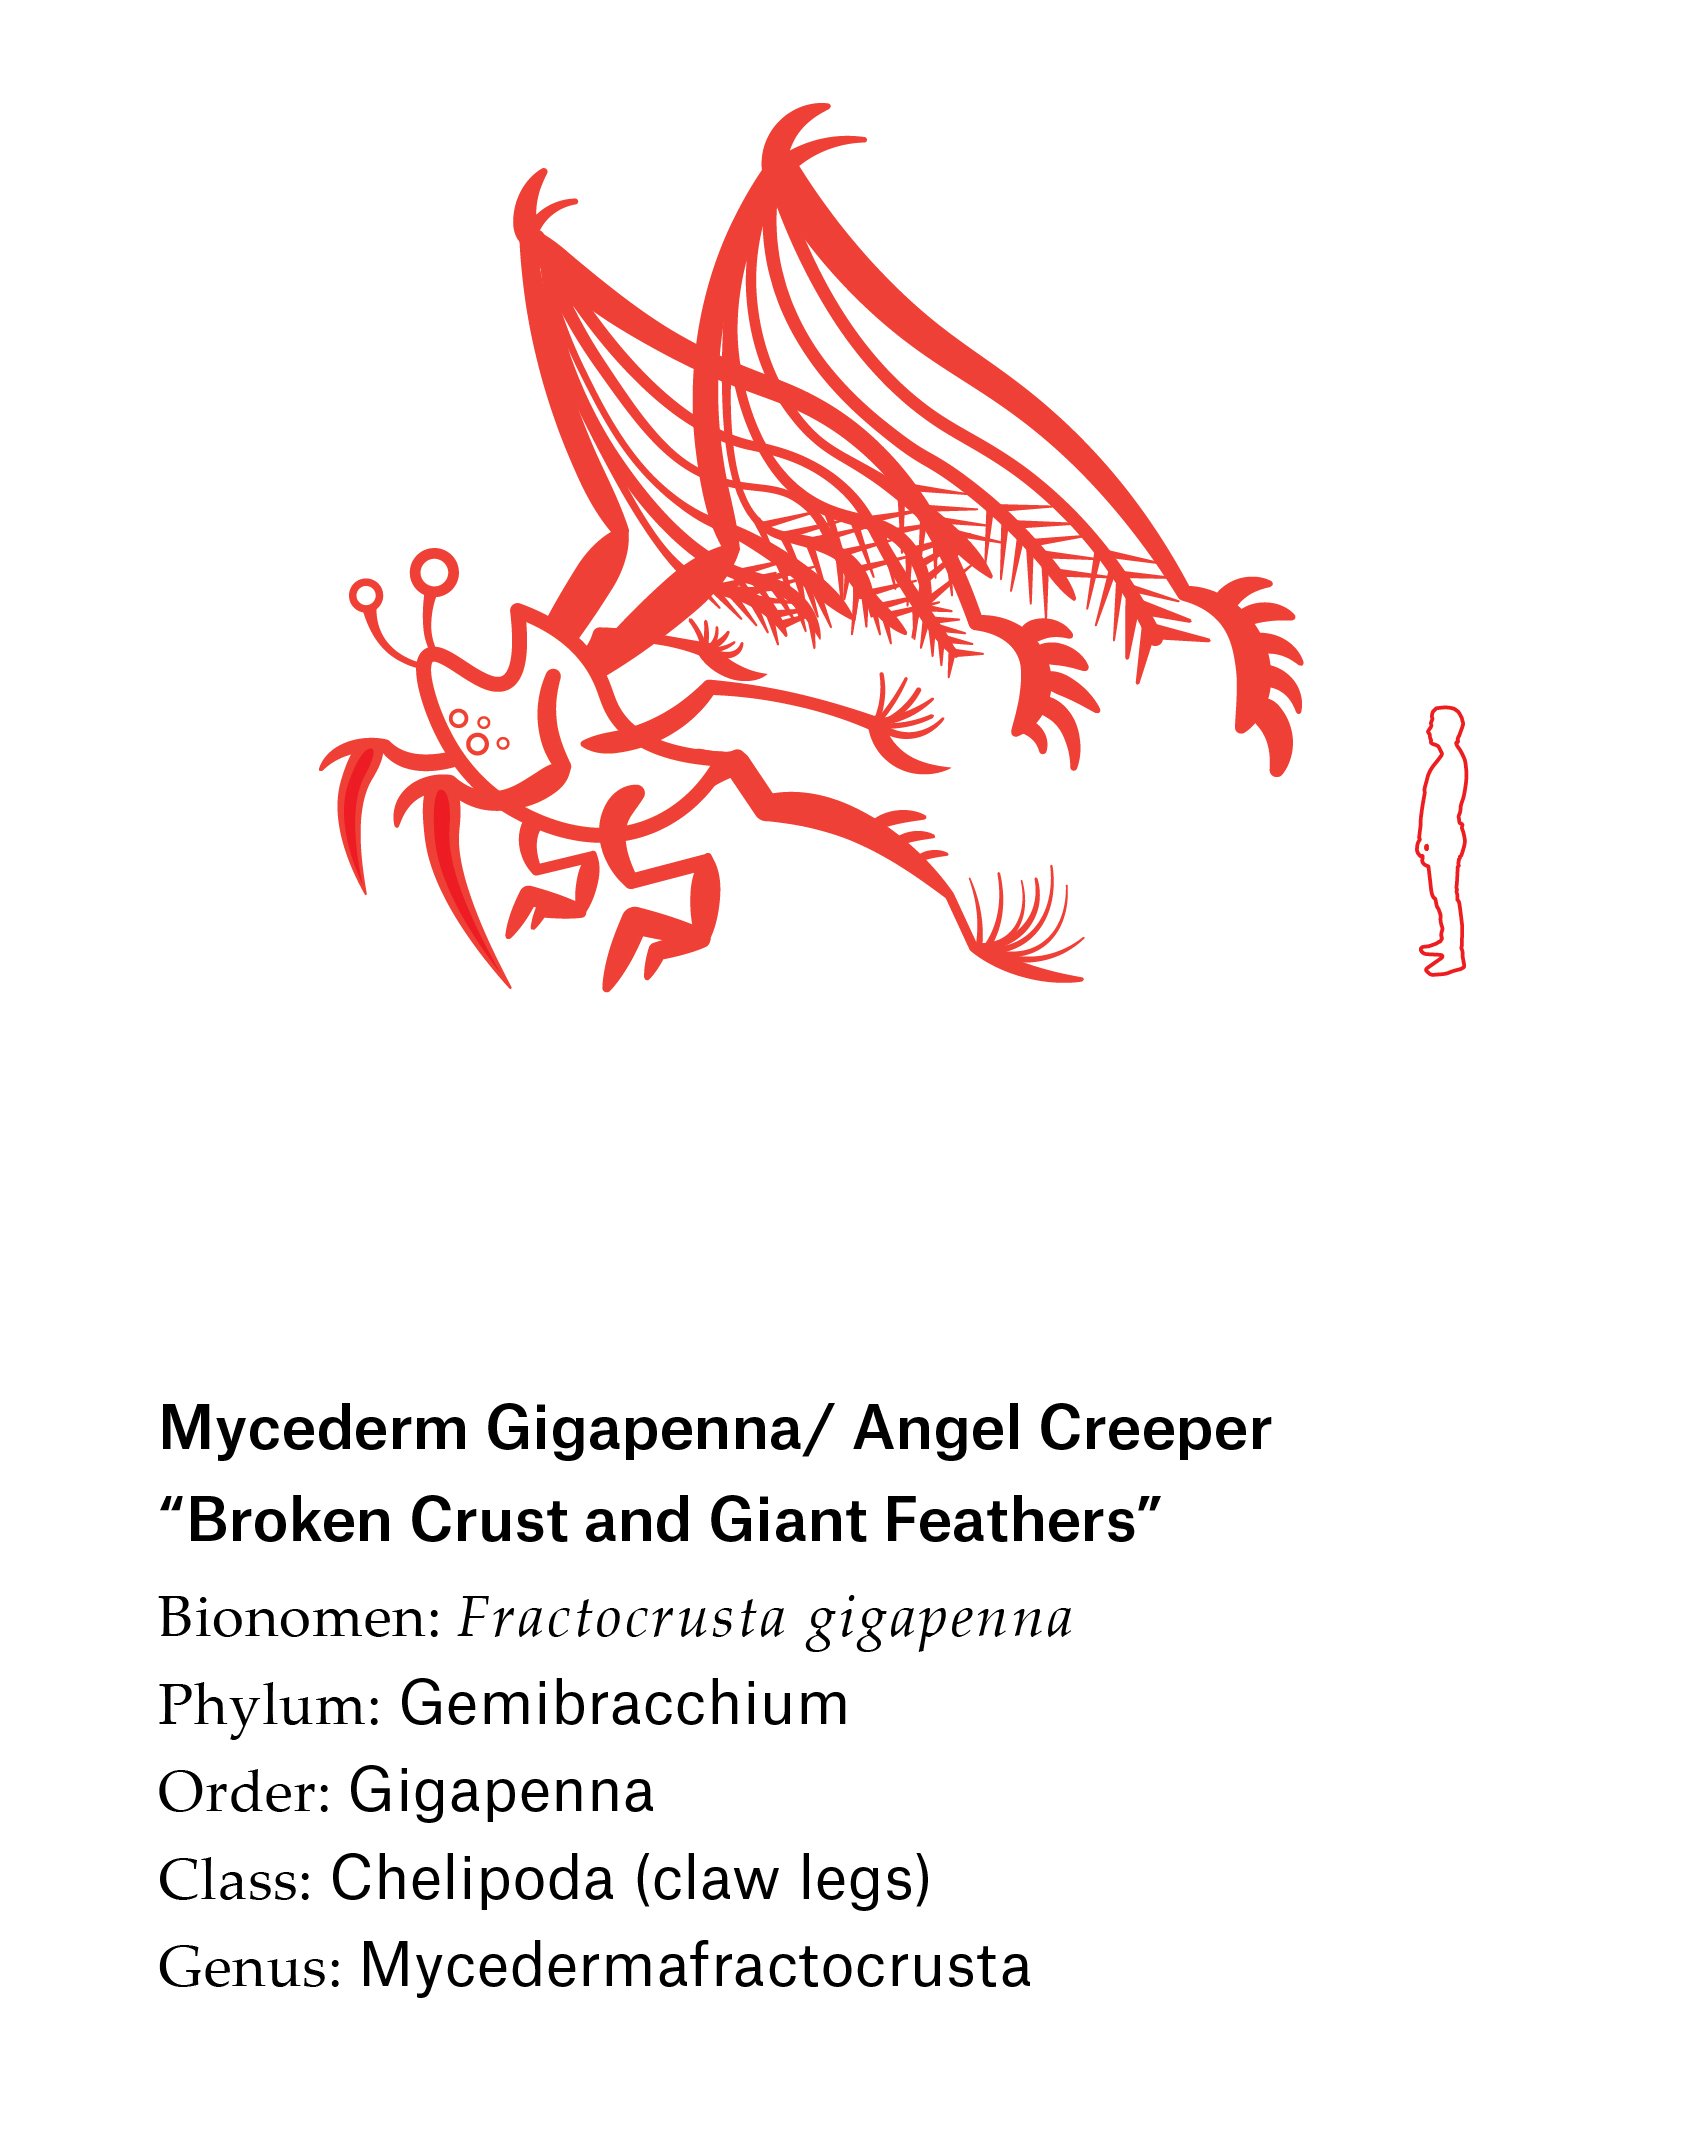 Mycederm Gigapenna/ Angel Creeper
“Broken Crust and Giant Feathers”
Bionomen: Fractocrusta gigapenna
Phylum: Gemibracchium
Order: Gigapenna
Class: Chelipoda (claw legs)
Genus: Mycedermafractocrusta